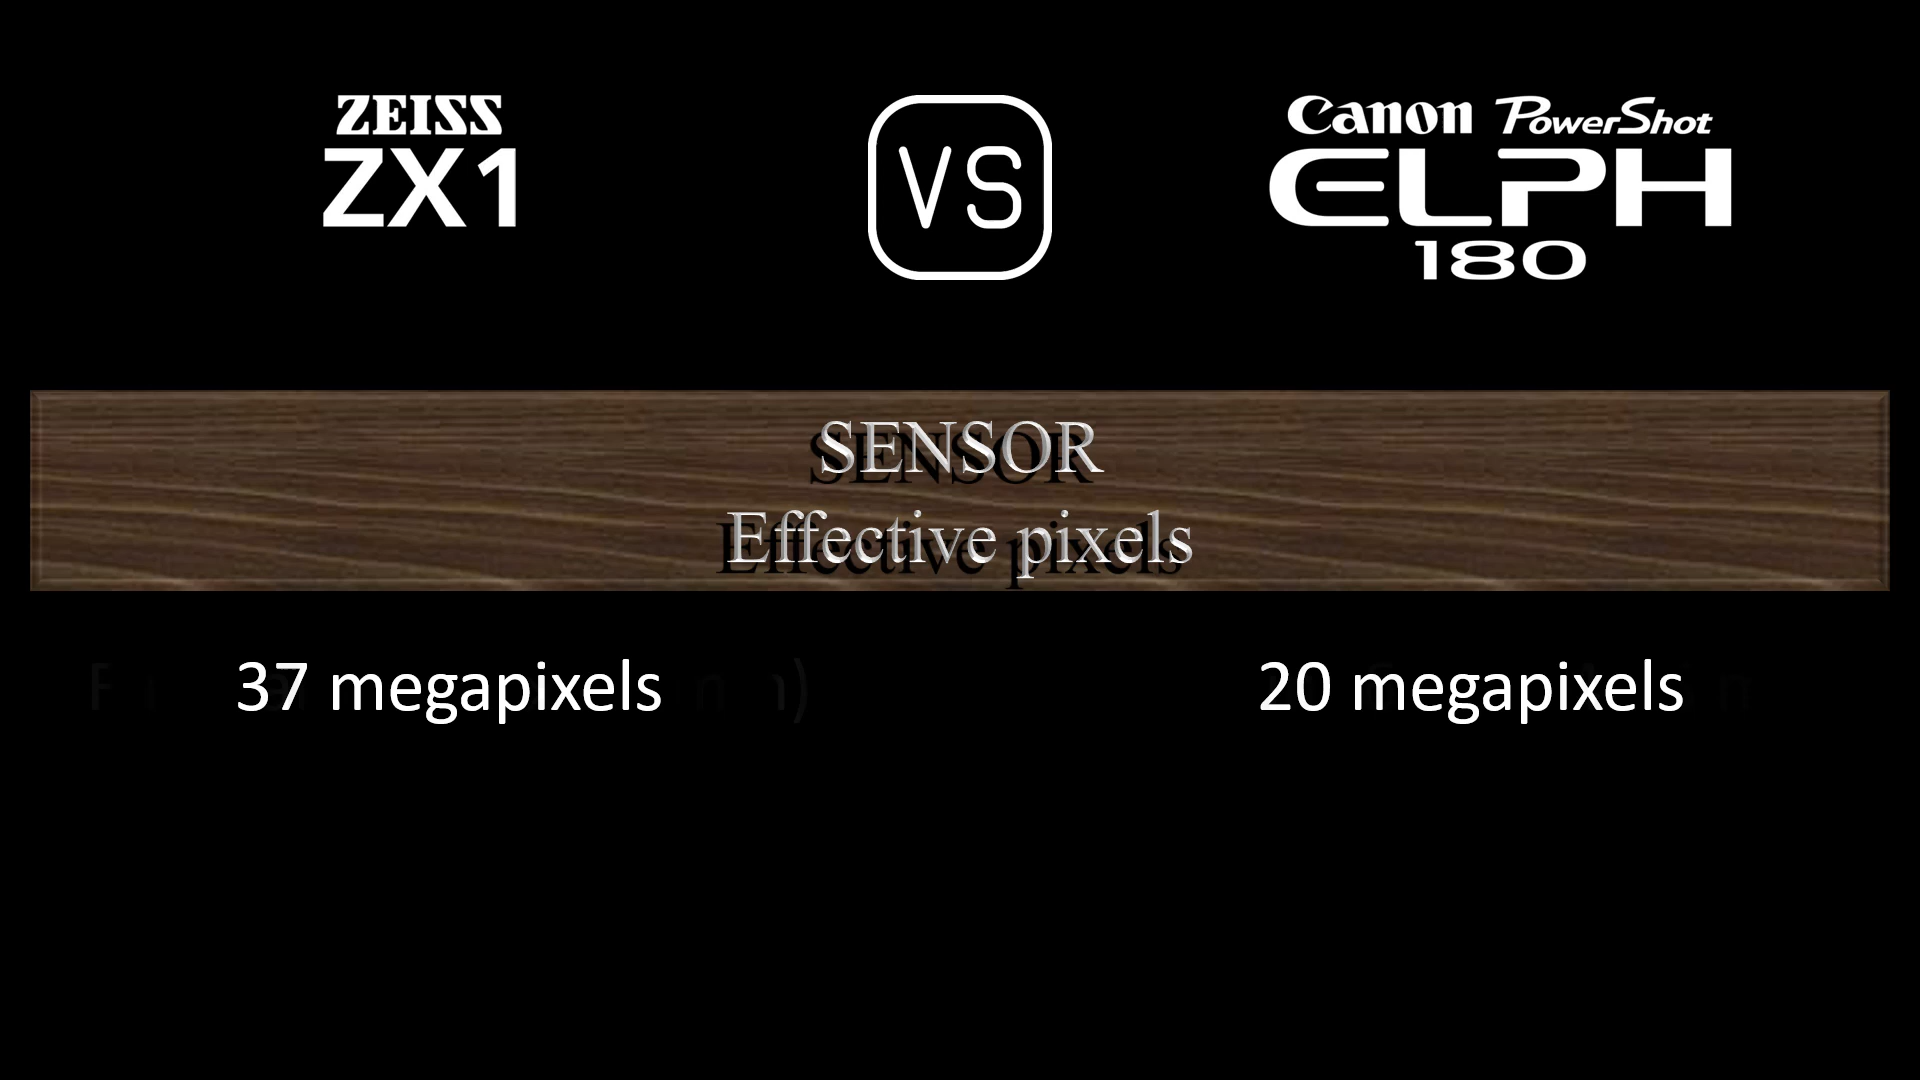 ZEISS
ZX1
VS
Canon PowerShot
ELPH
180
SENSOR
Effective pixels
37 megapixels
20 megapixels